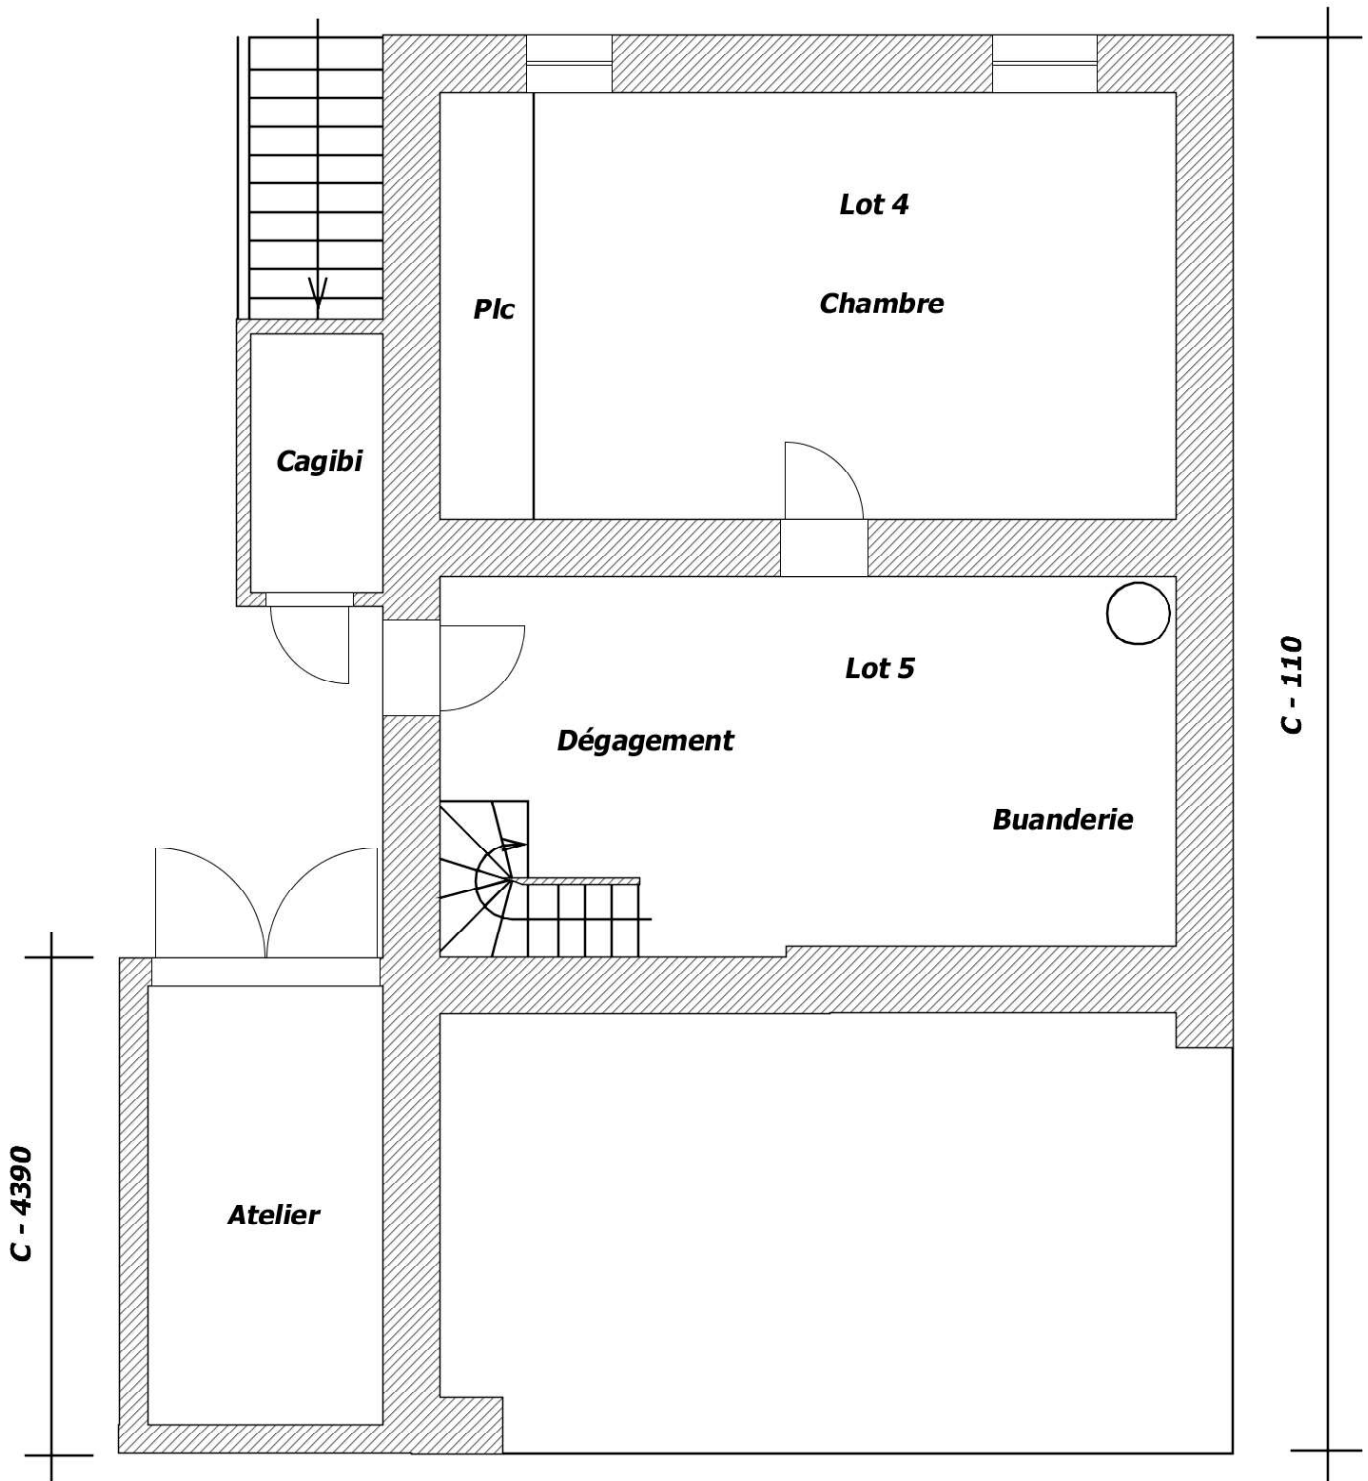 Lot 4
Plc
Chambre
Cagibi
Lot 5
C - 110
Dégagement
Buanderie
C - 4390
Atelier